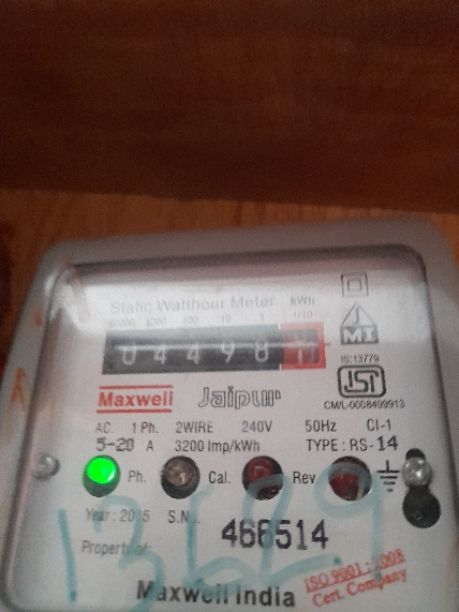 Static Watthour Meter kWh
10000 1000 100 10 1 1/10
0 4 4 9 8
MI
IS:13779
ISI
CM/L-0008499913
Maxwell Jaipur
AC. 1 Ph. 2WIRE 240V 50Hz Cl-1
5-20 A 3200 Imp/kWh TYPE : RS-14
Ph. Cal. Rev.
Year: 2015 S.N.
466514
Property of:
Maxwell India
ISO 9001 : 2008
Cert. Company